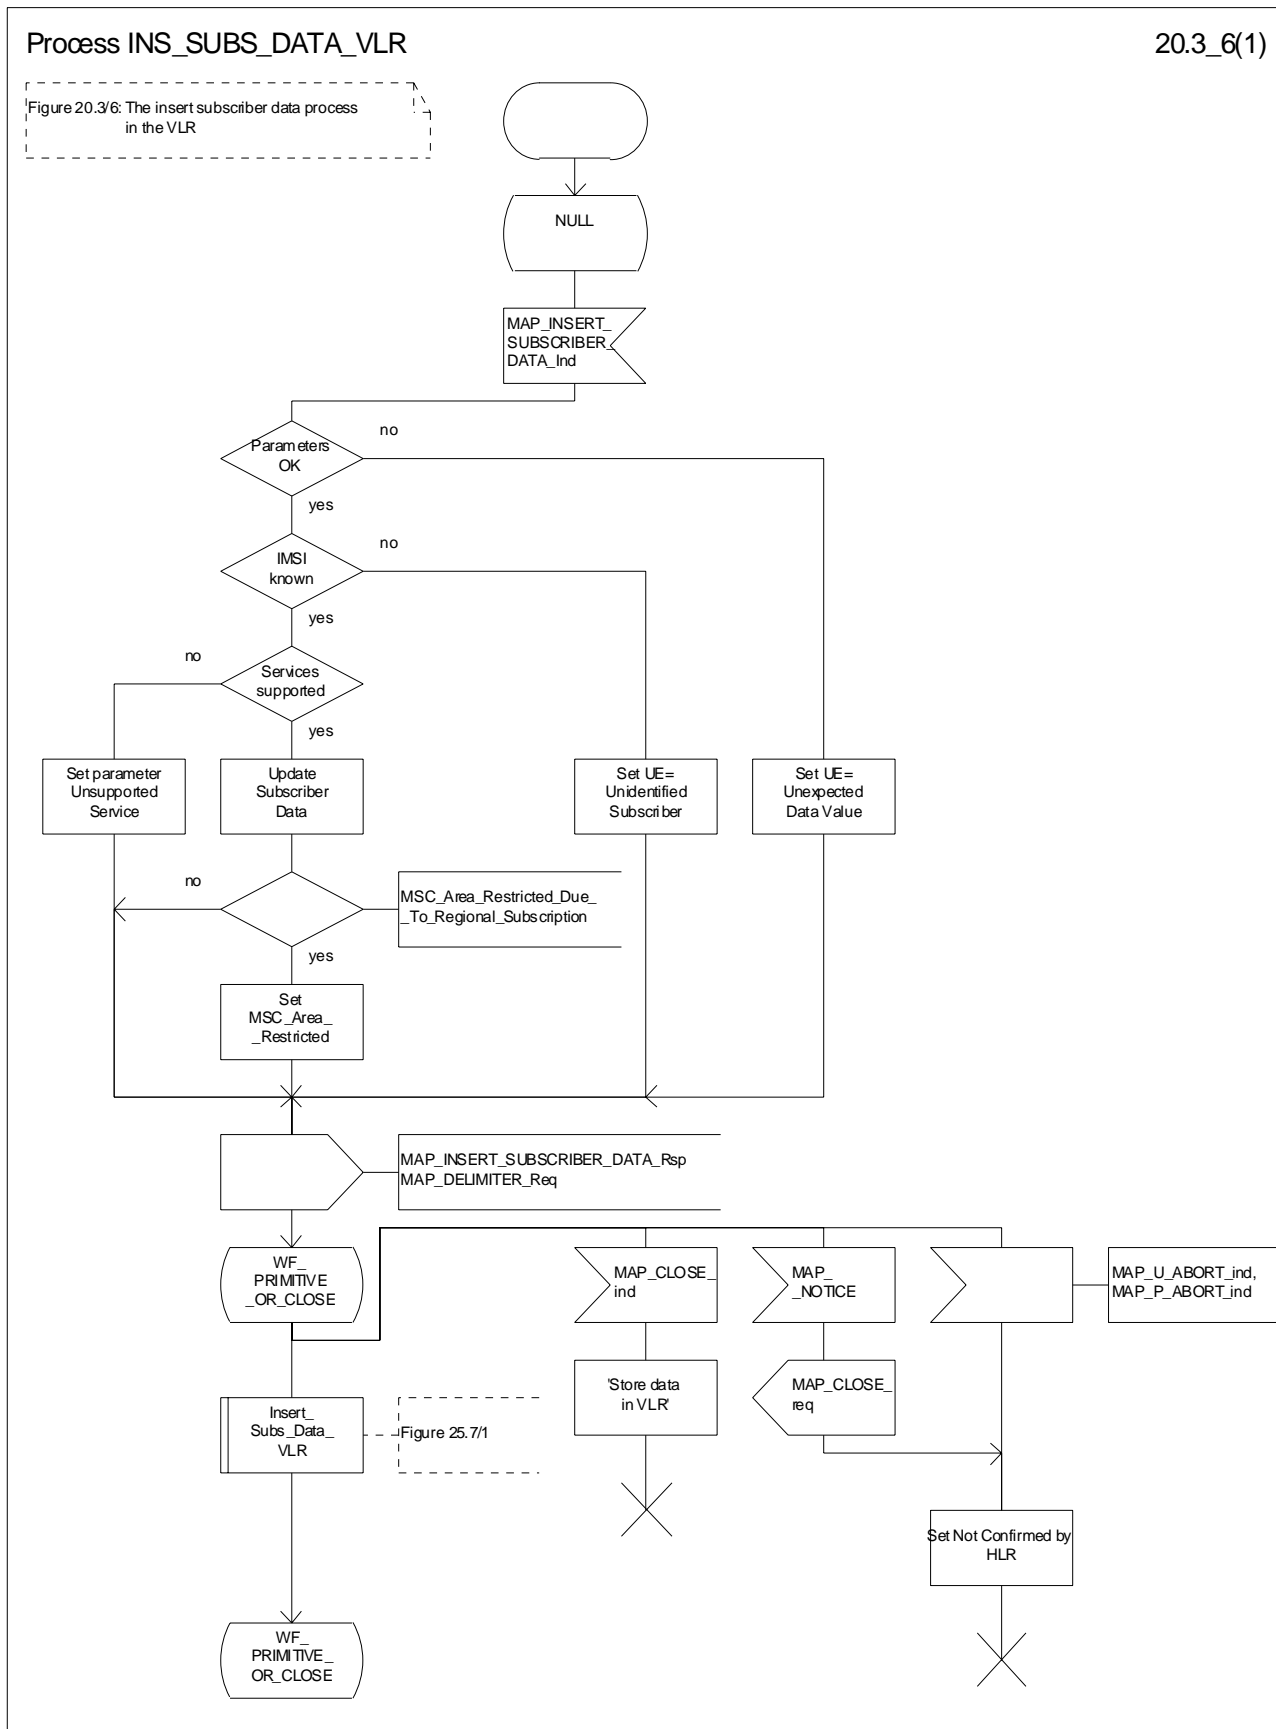 Process INS_SUBS_DATA_VLR
20.3_6(1)
Figure 20.3/6: The insert subscriber data process
in the VLR
NULL
MAP_INSERT_
SUBSCRIBER_
DATA_Ind
Parameters
OK
no
yes
IMSI
known
no
yes
no
Services
supported
yes
Set parameter
Unsupported
Service
Update
Subscriber
Data
Set UE=
Unidentified
Subscriber
Set UE=
Unexpected
Data Value
no
MSC_Area_Restricted_Due_
_To_Regional_Subscription
yes
Set
MSC_Area_
_Restricted
MAP_INSERT_SUBSCRIBER_DATA_Rsp
MAP_DELIMITER_Req
WF_
PRIMITIVE
_OR_CLOSE
MAP_CLOSE_
ind
MAP_
_NOTICE
MAP_U_ABORT_ind,
MAP_P_ABORT_ind
'Store data
in VLR'
MAP_CLOSE_
req
Insert_
Subs_Data_
VLR
Figure 25.7/1
Set Not Confirmed by
HLR
WF_
PRIMITIVE_
OR_CLOSE